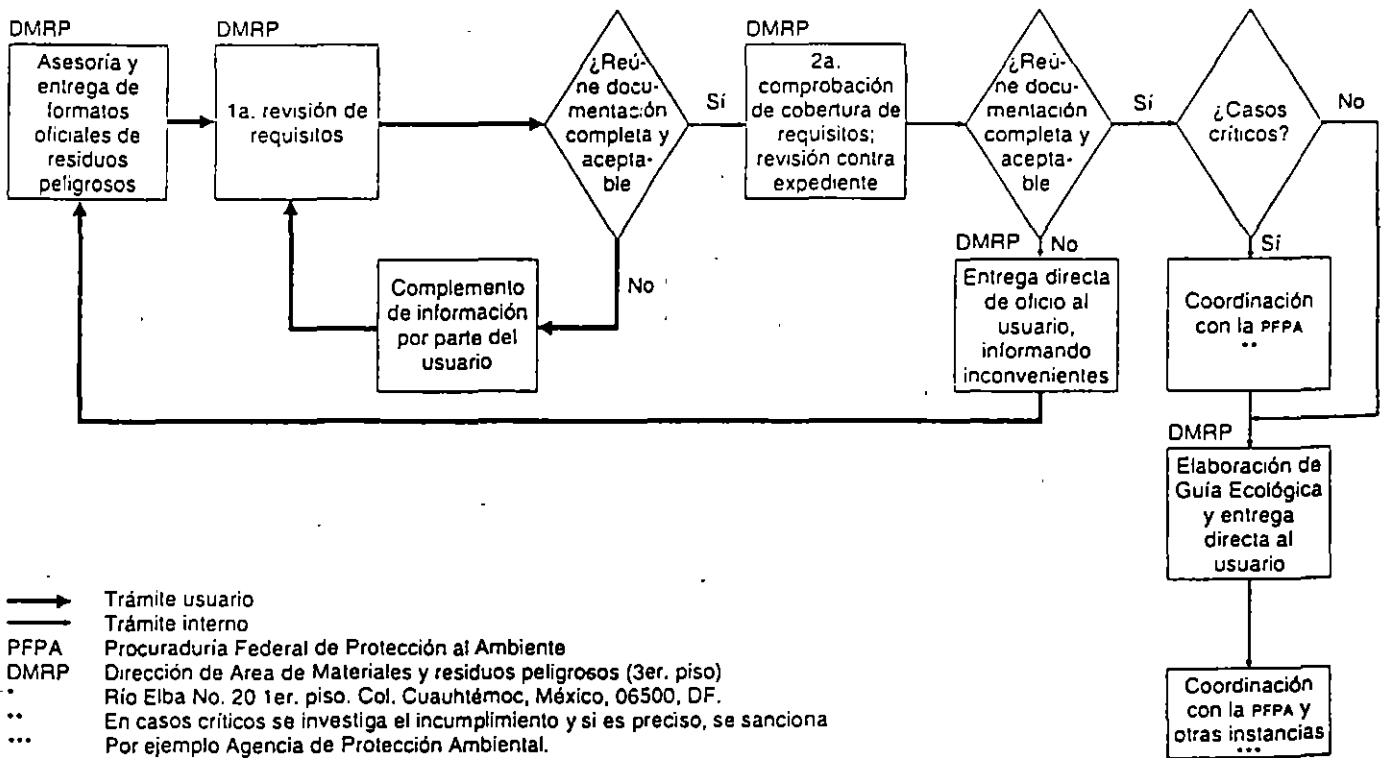 DMRP
Asesoría y
entrega de
formatos
oficiales de
residuos
peligrosos
DMRP
1a. revisión de
requisitos
¿Reú-
ne docu-
mentación
completa y
acepta-
ble
Sí
No
Complemento
de información
por parte del
usuario
DMRP
2a.
comprobación
de cobertura de
requisitos;
revisión contra
expediente
¿Reú-
ne docu-
mentación
completa y
acepta-
ble
Sí
DMRP
No
Entrega directa
de oficio al
usuario,
informando
inconvenientes
¿Casos
críticos?
No
Sí
Coordinación
con la PFPA
**
DMRP
Elaboración de
Guía Ecológica
y entrega
directa al
usuario
Coordinación
con la PFPA y
otras instancias
***
Trámite usuario
Trámite interno
PFPA Procuraduría Federal de Protección al Ambiente
DMRP Dirección de Area de Materiales y residuos peligrosos (3er. piso)
* Río Elba No. 20 1er. piso. Col. Cuauhtémoc, México, 06500, DF.
** En casos críticos se investiga el incumplimiento y si es preciso, se sanciona
*** Por ejemplo Agencia de Protección Ambiental.